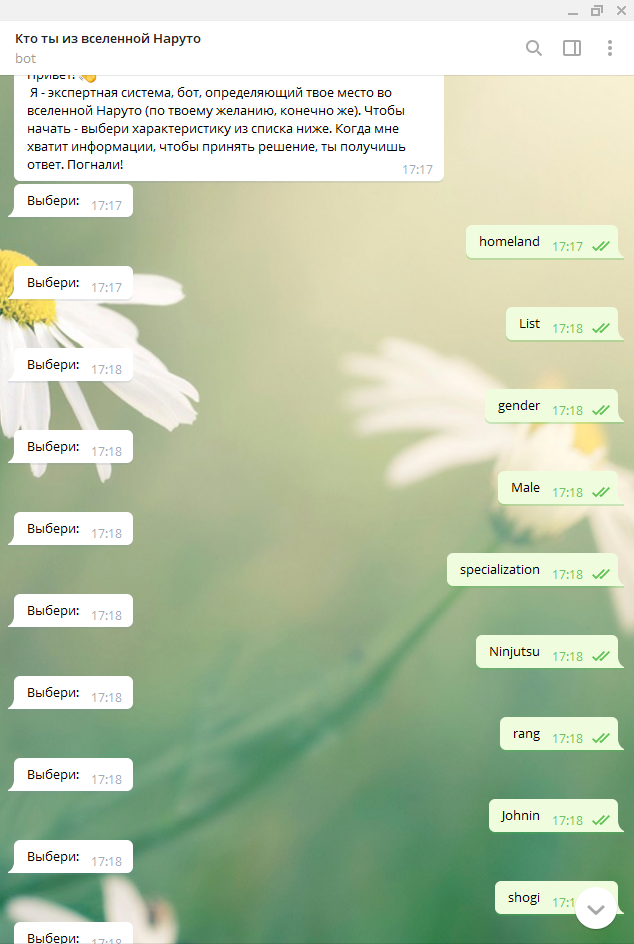 Кто ты из вселенной Наруто
bot
Привет!
Я - экспертная система, бот, определяющий твое место во
вселенной Наруто (по твоему желанию, конечно же). Чтобы
начать - выбери характеристику из списка ниже. Когда мне
хватит информации, чтобы принять решение, ты получишь
ответ. Погнали!
17:17
Выбери: 17:17
homeland 17:17
Выбери: 17:17
List 17:18
Выбери: 17:18
gender 17:18
Выбери: 17:18
Male 17:18
Выбери: 17:18
specialization 17:18
Выбери: 17:18
Ninjutsu 17:18
Выбери: 17:18
rang 17:18
Выбери: 17:18
Johnin 17:18
Выбери: 17:18
shogi
Выбери: 17:18